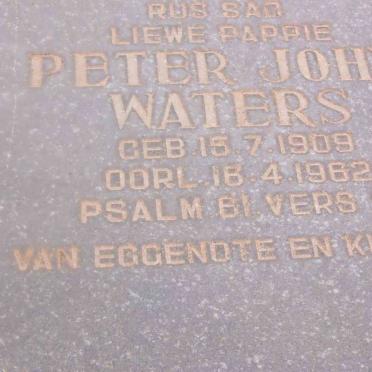 RUS SAG
LIEWE PAPPIE
PETER JOH
WATERS
GEB 15.7.1909
OORL.16.4.1962
PSALM 61.VERS
VAN EGGENOTE EN K